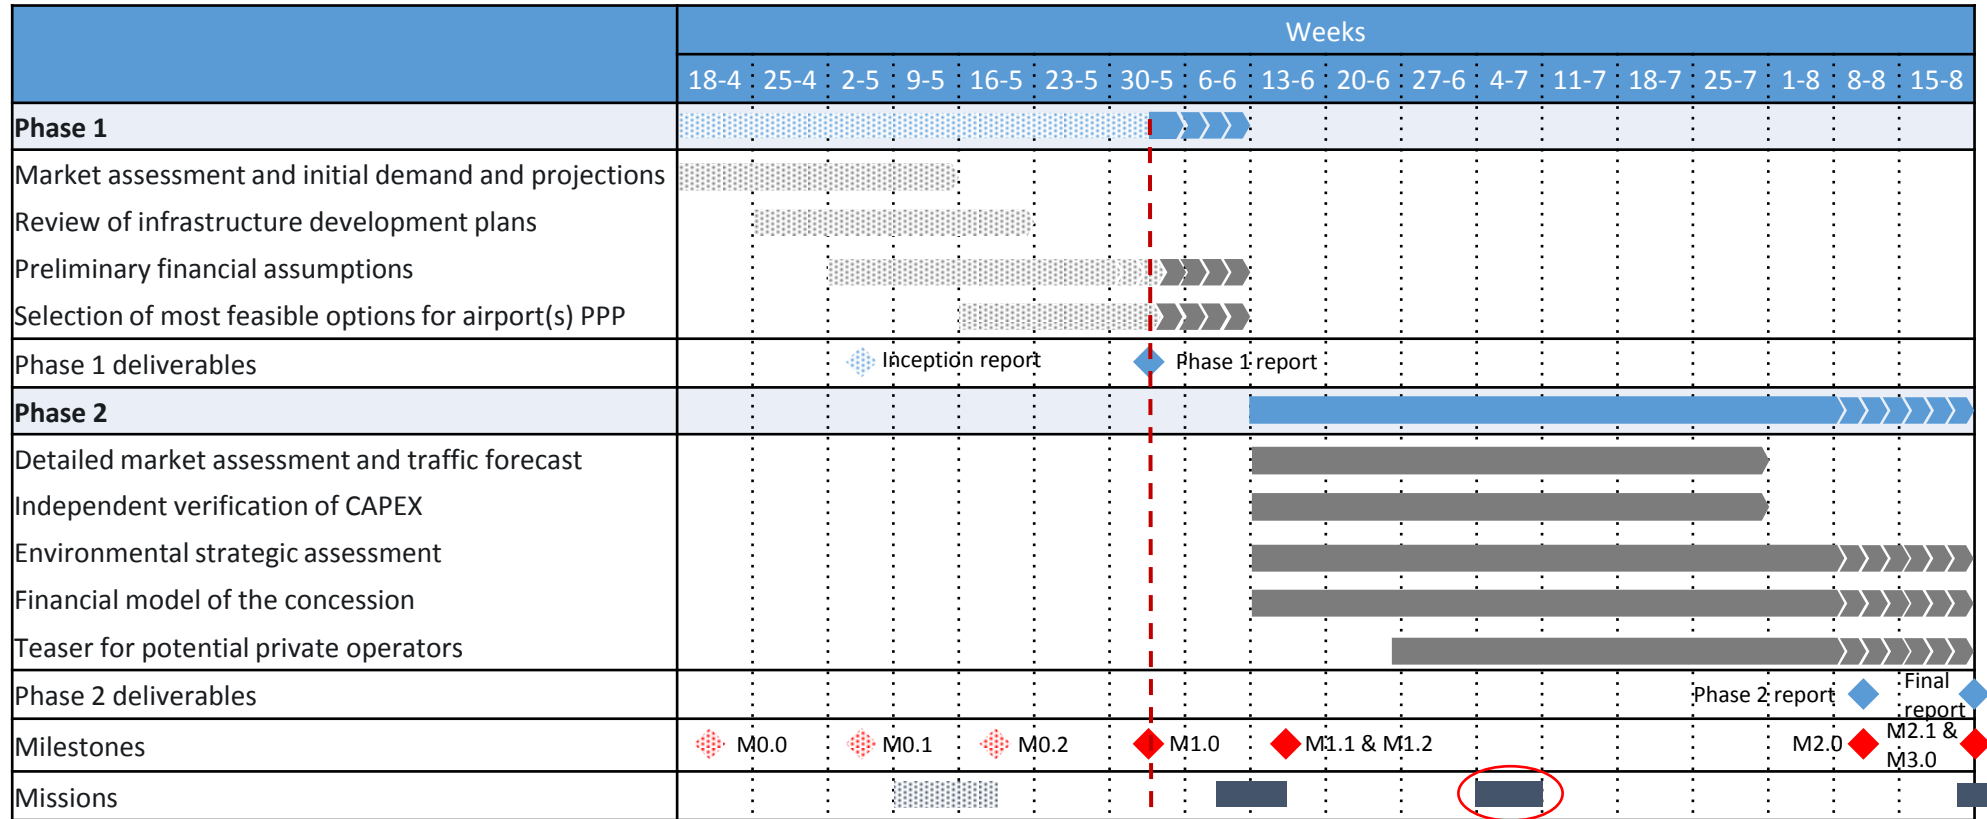 Weeks
18-4 25-4 2-5 9-5 16-5 23-5 30-5 6-6 13-6 20-6 27-6 4-7 11-7 18-7 25-7 1-8 8-8 15-8
Phase 1
Market assessment and initial demand and projections
Review of infrastructure development plans
Preliminary financial assumptions
Selection of most feasible options for airport(s) PPP
Phase 1 deliverables Inception report Phase 1 report
Phase 2
Detailed market assessment and traffic forecast
Independent verification of CAPEX
Environmental strategic assessment
Financial model of the concession
Teaser for potential private operators
Phase 2 deliverables Phase 2 report Final
report
Milestones M0.0 M0.1 M0.2 M1.0 M1.1 & M1.2 M2.0 M2.1 &
M3.0
Missions